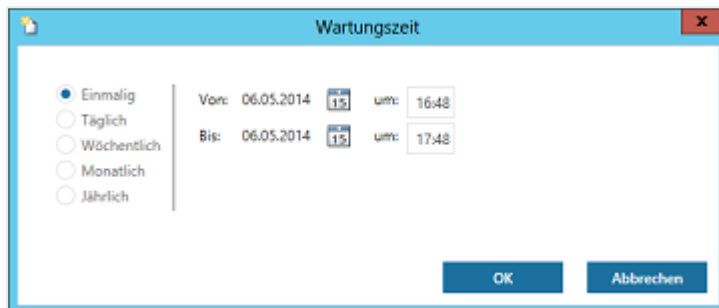 Wartungszeit
x
Einmalig
Täglich
Wöchentlich
Monatlich
Jährlich
Von: 06.05.2014 15 um: 16:48
Bis: 06.05.2014 15 um: 17:48
OK Abbrechen